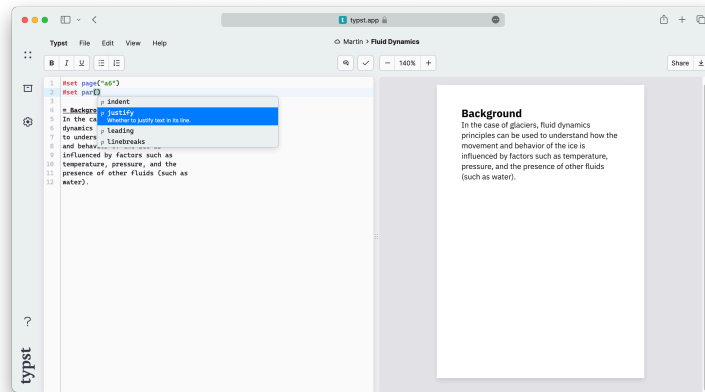 typst.app
Typst File Edit View Help
Martin > Fluid Dynamics
B I U
140%
Share
1 #set page("a6")
2 #set par()
3
4 = Backgro
5 In the ca
6 dynamics
7 to unders
8
9 influenced by factors such as
10 temperature, pressure, and the
11 presence of other fluids (such as
12 water).
p indent
p justify
Whether to justify text in its line.
p leading
p linebreaks
Background
In the case of glaciers, fluid dynamics
principles can be used to understand how the
movement and behavior of the ice is
influenced by factors such as temperature,
pressure, and the presence of other fluids
(such as water).
?
typst